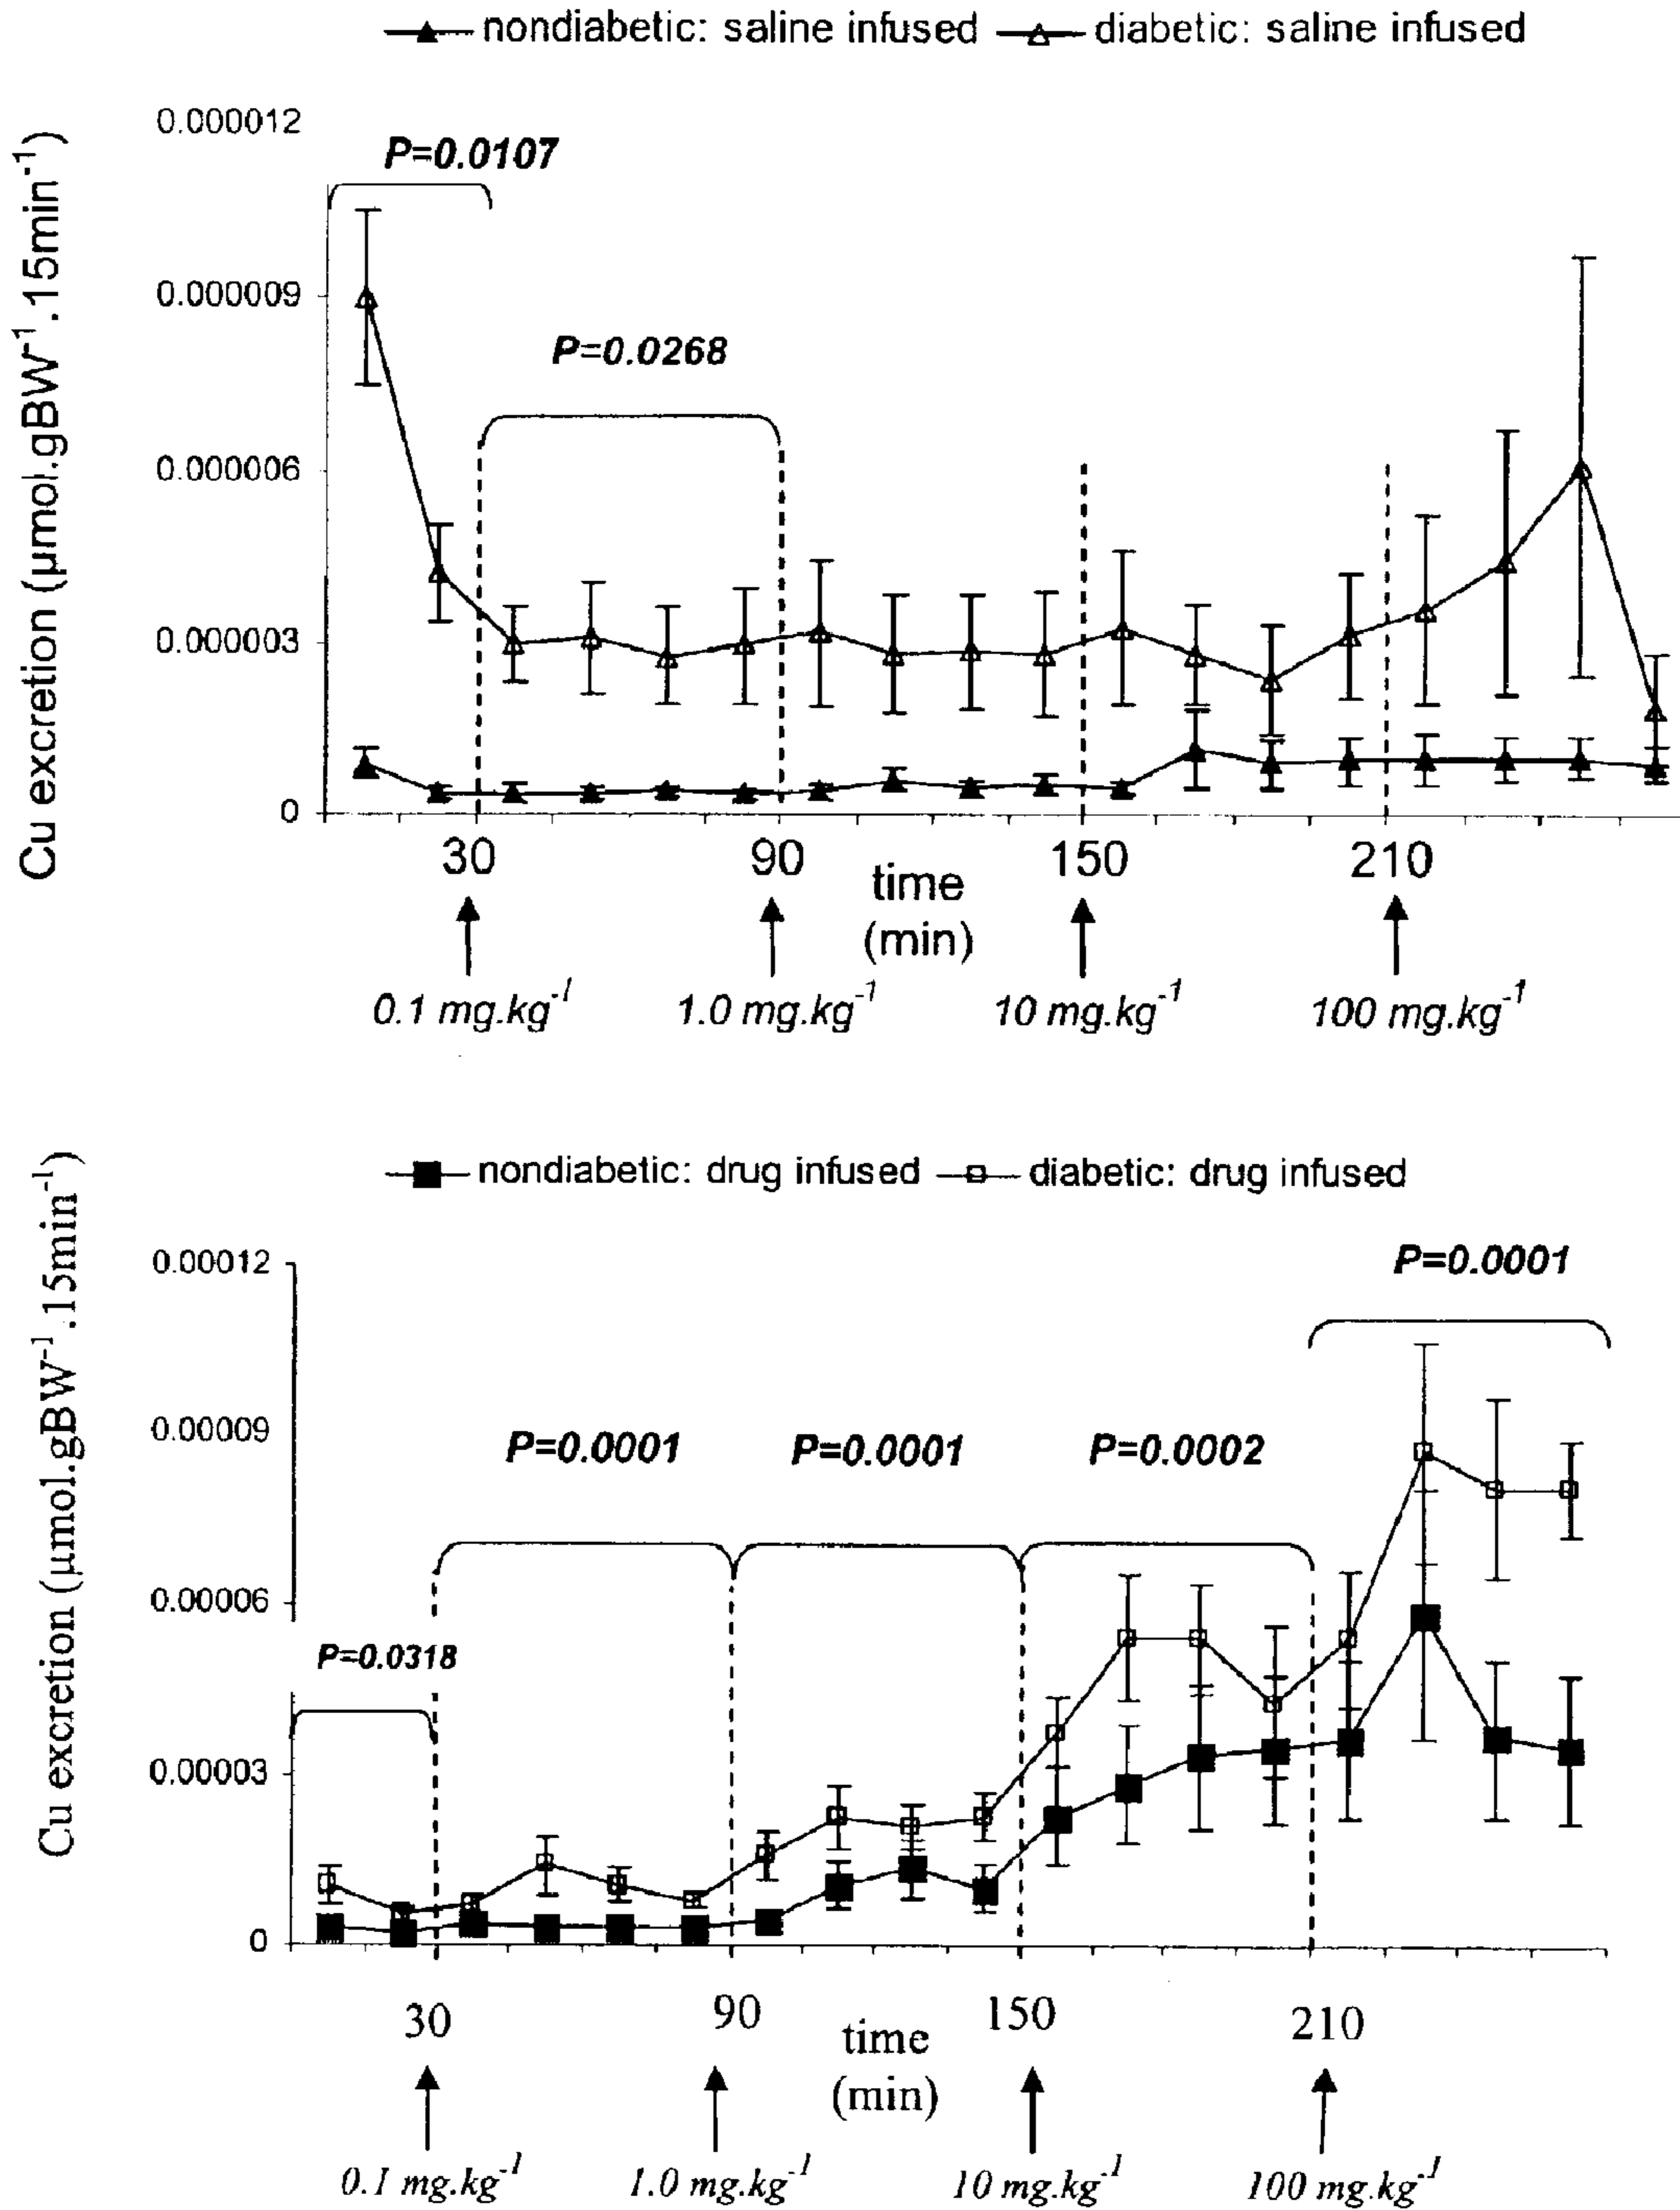 nondiabetic: saline infused diabetic: saline infused
Cu excretion (µmol.gBW⁻¹.15min⁻¹)
0.000012
P=0.0107
0.000009
P=0.0268
0.000006
0.000003
0
30 90 150 210
time
(min)
0.1 mg.kg⁻¹ 1.0 mg.kg⁻¹ 10 mg.kg⁻¹ 100 mg.kg⁻¹
nondiabetic: drug infused diabetic: drug infused
Cu excretion (µmol.gBW⁻¹.15min⁻¹)
0.00012
P=0.0001
0.00009
P=0.0001 P=0.0001 P=0.0002
0.00006
P=0.0318
0.00003
0
30 90 150 210
time
(min)
0.1 mg.kg⁻¹ 1.0 mg.kg⁻¹ 10 mg.kg⁻¹ 100 mg.kg⁻¹